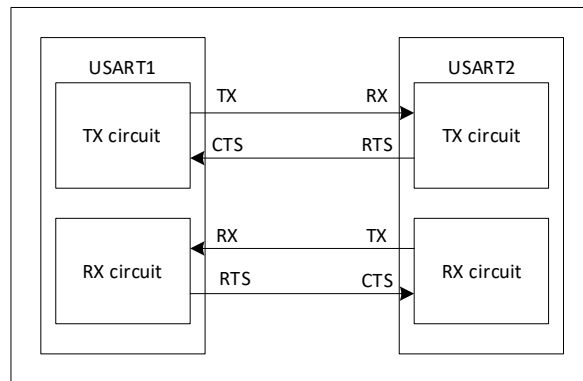 USART1 USART2
TX RX
TX circuit TX circuit
CTS RTS
RX TX
RX circuit RX circuit
RTS CTS